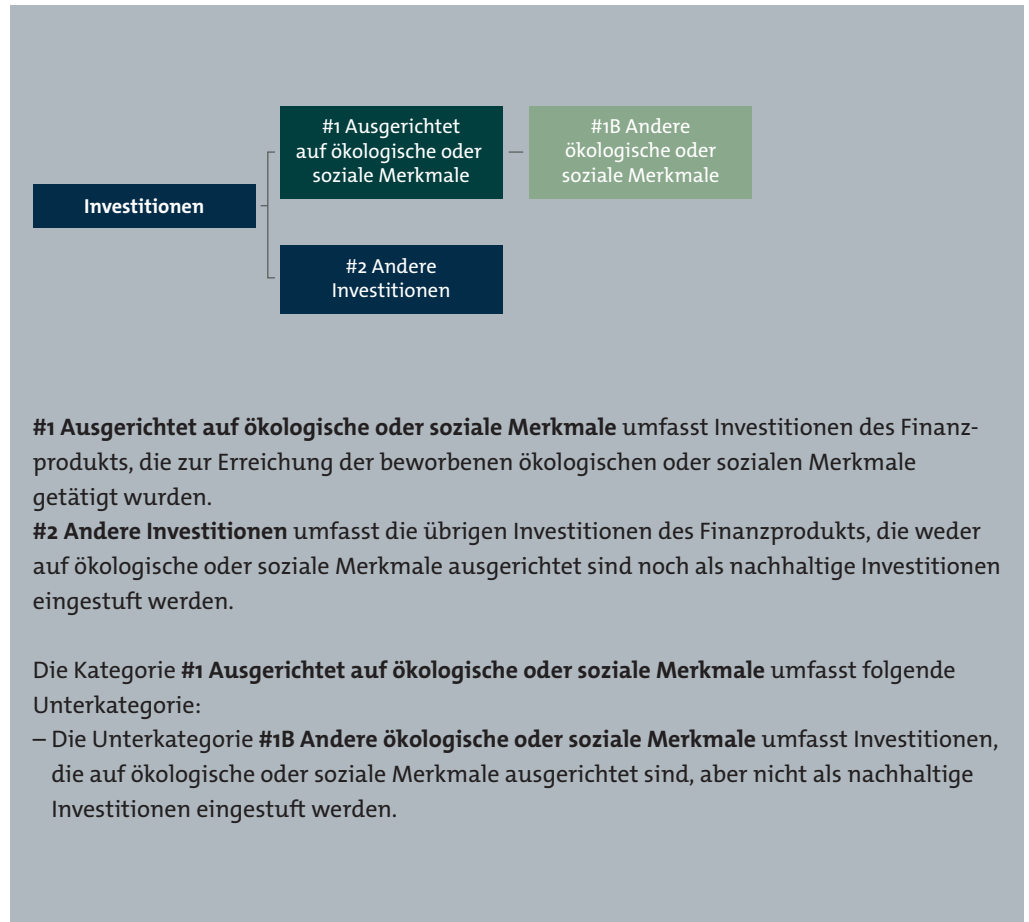 #1 Ausgerichtet
auf ökologische oder
soziale Merkmale
#1B Andere
ökologische oder
soziale Merkmale
Investitionen
#2 Andere
Investitionen
#1 Ausgerichtet auf ökologische oder soziale Merkmale umfasst Investitionen des Finanz-
produkts, die zur Erreichung der beworbenen ökologischen oder sozialen Merkmale
getätigt wurden.
#2 Andere Investitionen umfasst die übrigen Investitionen des Finanzprodukts, die weder
auf ökologische oder soziale Merkmale ausgerichtet sind noch als nachhaltige Investitionen
eingestuft werden.
Die Kategorie #1 Ausgerichtet auf ökologische oder soziale Merkmale umfasst folgende
Unterkategorie:
– Die Unterkategorie #1B Andere ökologische oder soziale Merkmale umfasst Investitionen,
die auf ökologische oder soziale Merkmale ausgerichtet sind, aber nicht als nachhaltige
Investitionen eingestuft werden.